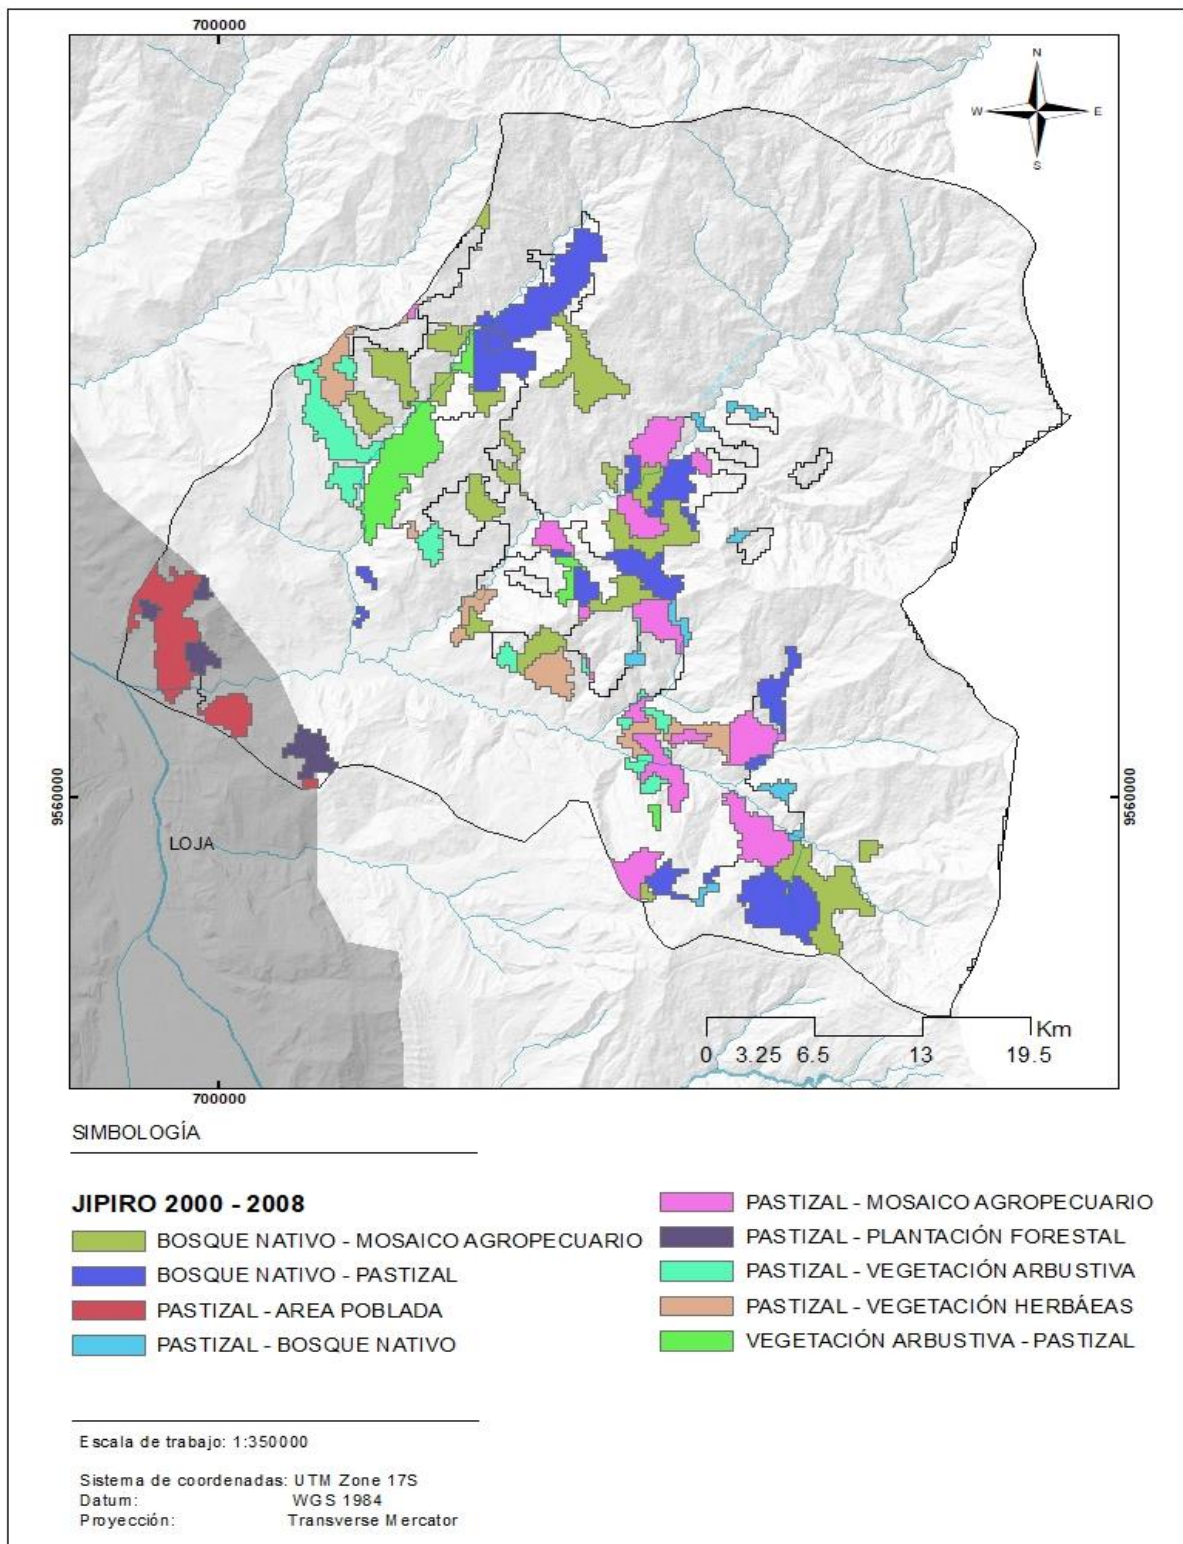 700000
N
W E
S
9560000
9560000
LOJA
Km
0 3.25 6.5 13 19.5
700000
SIMBOLOGÍA
JIPIRO 2000 - 2008
BOSQUE NATIVO - MOSAICO AGROPECUARIO
BOSQUE NATIVO - PASTIZAL
PASTIZAL - AREA POBLADA
PASTIZAL - BOSQUE NATIVO
PASTIZAL - MOSAICO AGROPECUARIO
PASTIZAL - PLANTACIÓN FORESTAL
PASTIZAL - VEGETACIÓN ARBUSTIVA
PASTIZAL - VEGETACIÓN HERBÁEAS
VEGETACIÓN ARBUSTIVA - PASTIZAL
Escala de trabajo: 1:350000
Sistema de coordenadas: UTM Zone 17S
Datum: WGS 1984
Proyección: Transverse Mercator